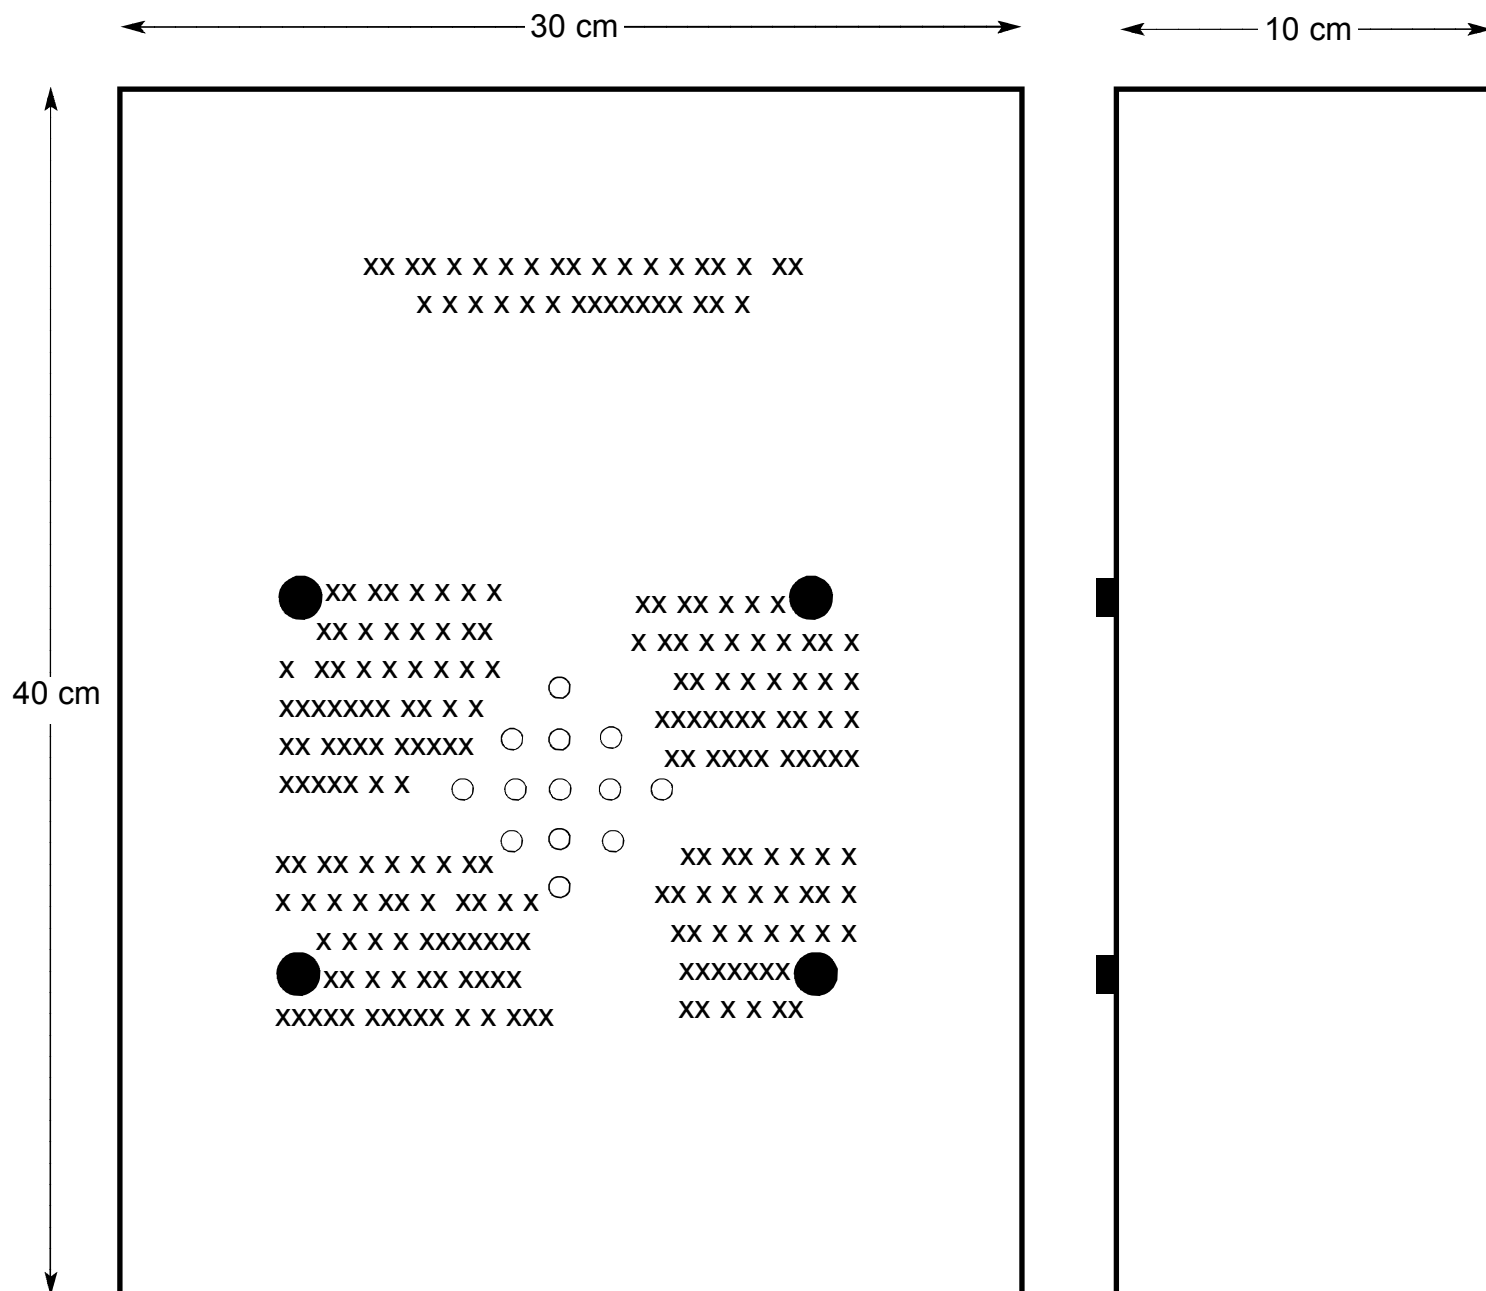 30 cm
10 cm
xx xx x x x x xx x x x x xx x xx
x x x x x x xxxxxxx xx x
xx xx x x x x
xx x x x x x xx
x xx x x x x x x
xxxxxxx xx x x
xx xxxx xxxxx
xxxxx x x
xx xx x x x
x xx x x x x xx x
xx x x x x x x
xxxxxxx xx x x
xx xxxx xxxxx
40 cm
xx xx x x x x xx
x x x x xx x xx x x
x x x x xxxxxxx
xx x x xx xxxx
xxxxx xxxxx x x xxx
xx xx x x x x
xx x x x x xx x
xx x x x x x x
xxxxxxx
xx x x xx